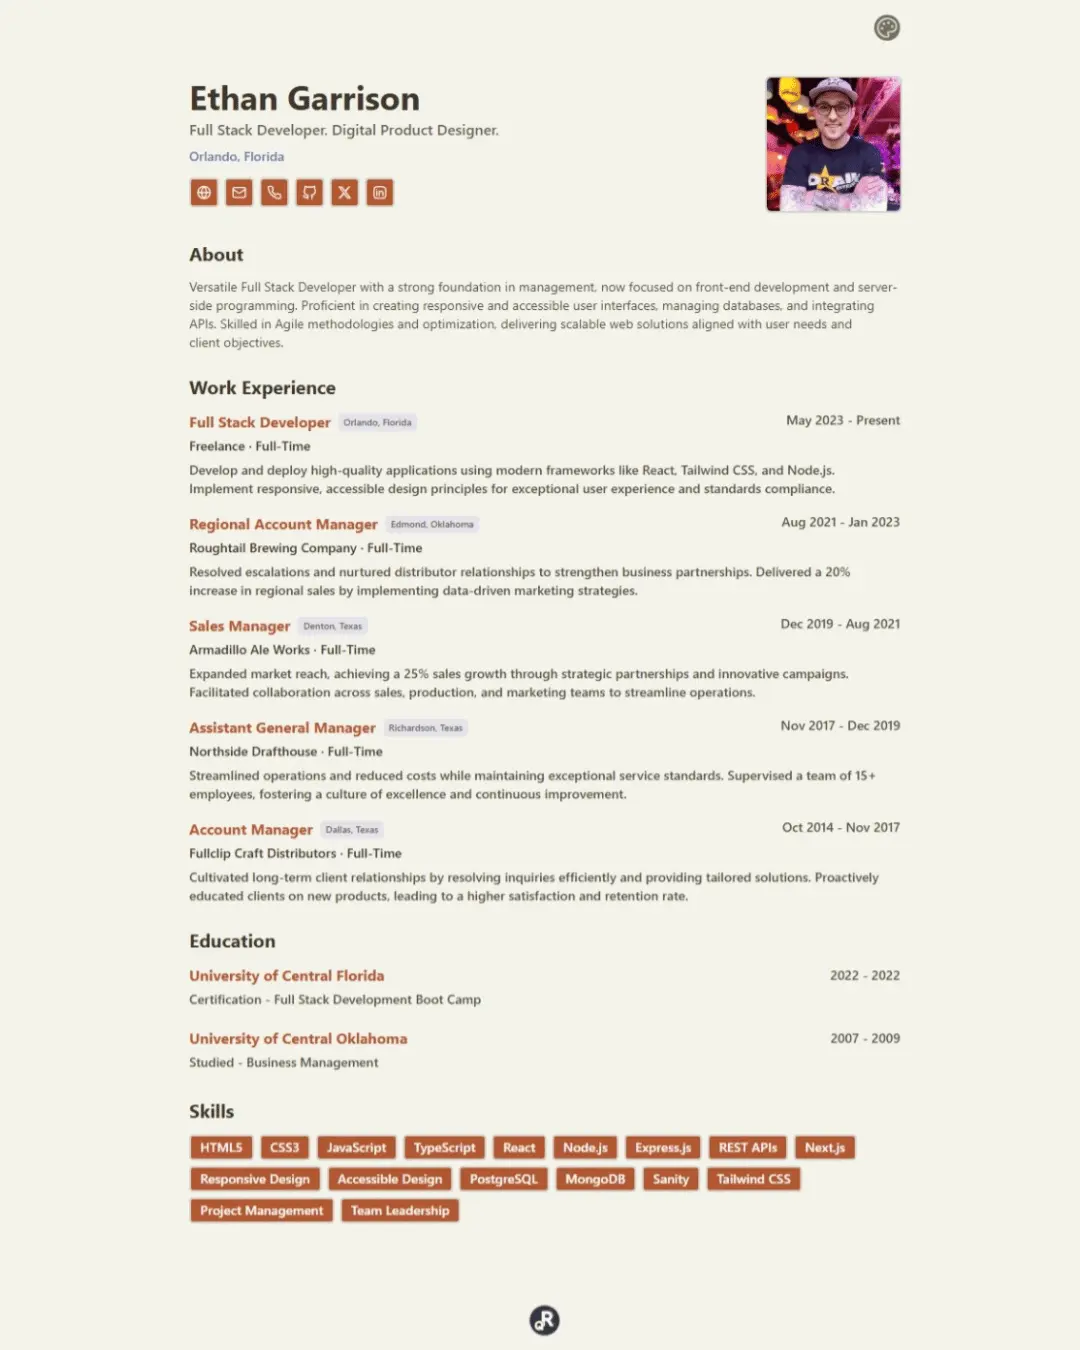 Ethan Garrison
Full Stack Developer. Digital Product Designer.
Orlando, Florida
About
Versatile Full Stack Developer with a strong foundation in management, now focused on front-end development and server-
side programming. Proficient in creating responsive and accessible user interfaces, managing databases, and integrating
APIs. Skilled in Agile methodologies and optimization, delivering scalable web solutions aligned with user needs and
client objectives.
Work Experience
Full Stack Developer Orlando, Florida May 2023 - Present
Freelance · Full-Time
Develop and deploy high-quality applications using modern frameworks like React, Tailwind CSS, and Node.js.
Implement responsive, accessible design principles for exceptional user experience and standards compliance.
Regional Account Manager Edmond, Oklahoma Aug 2021 - Jan 2023
Roughtail Brewing Company · Full-Time
Resolved escalations and nurtured distributor relationships to strengthen business partnerships. Delivered a 20%
increase in regional sales by implementing data-driven marketing strategies.
Sales Manager Denton, Texas Dec 2019 - Aug 2021
Armadillo Ale Works · Full-Time
Expanded market reach, achieving a 25% sales growth through strategic partnerships and innovative campaigns.
Facilitated collaboration across sales, production, and marketing teams to streamline operations.
Assistant General Manager Richardson, Texas Nov 2017 - Dec 2019
Northside Drafthouse · Full-Time
Streamlined operations and reduced costs while maintaining exceptional service standards. Supervised a team of 15+
employees, fostering a culture of excellence and continuous improvement.
Account Manager Dallas, Texas Oct 2014 - Nov 2017
Fullclip Craft Distributors · Full-Time
Cultivated long-term client relationships by resolving inquiries efficiently and providing tailored solutions. Proactively
educated clients on new products, leading to a higher satisfaction and retention rate.
Education
University of Central Florida 2022 - 2022
Certification - Full Stack Development Boot Camp
University of Central Oklahoma 2007 - 2009
Studied - Business Management
Skills
HTML5 CSS3 JavaScript TypeScript React Node.js Express.js REST APIs Next.js
Responsive Design Accessible Design PostgreSQL MongoDB Sanity Tailwind CSS
Project Management Team Leadership